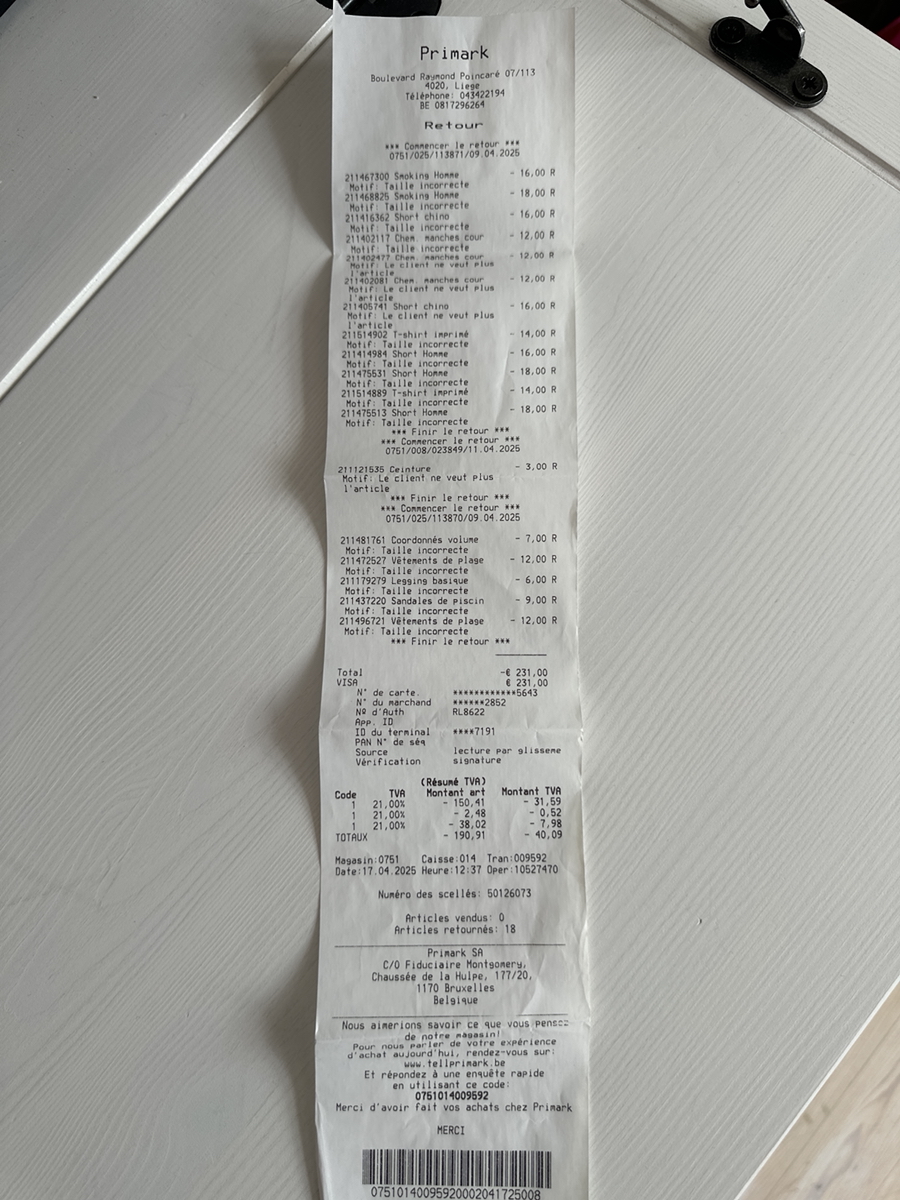 Primark
Boulevard Raymond Poincaré 07/113
4020, Liege
Téléphone: 043422194
BE 0817296264
Retour
*** Commencer le retour ***
0751/025/113871/09.04.2025
211467300 Smoking Homme - 16,00 R
Motif: Taille incorrecte
211468825 Smoking Homme - 18,00 R
Motif: Taille incorrecte
211416362 Short chino - 16,00 R
Motif: Taille incorrecte
211402117 Chem. manches cour - 12,00 R
Motif: Taille incorrecte
211402477 Chem. manches cour - 12,00 R
Motif: Le client ne veut plus
l'article
211402081 Chem. manches cour - 12,00 R
Motif: Le client ne veut plus
l'article
211405741 Short chino - 16,00 R
Motif: Le client ne veut plus
l'article
211514902 T-shirt imprimé - 14,00 R
Motif: Taille incorrecte
211414984 Short Homme - 16,00 R
Motif: Taille incorrecte
211475531 Short Homme - 18,00 R
Motif: Taille incorrecte
211514889 T-shirt imprimé - 14,00 R
Motif: Taille incorrecte
211475513 Short Homme - 18,00 R
Motif: Taille incorrecte
*** Finir le retour ***
*** Commencer le retour ***
0751/008/023849/11.04.2025
211121535 Ceinture - 3,00 R
Motif: Le client ne veut plus
l'article
*** Finir le retour ***
*** Commencer le retour ***
0751/025/113870/09.04.2025
211481761 Coordonnés volume - 7,00 R
Motif: Taille incorrecte
211472527 Vêtements de plage - 12,00 R
Motif: Taille incorrecte
211179279 Legging basique - 6,00 R
Motif: Taille incorrecte
211437220 Sandales de piscin - 9,00 R
Motif: Taille incorrecte
211496721 Vêtements de plage - 12,00 R
Motif: Taille incorrecte
*** Finir le retour ***
Total -€ 231,00
VISA € 231,00
N° de carte. ************5643
N° du marchand ******2852
Nº d'Auth RL8622
App. ID
ID du terminal ****7191
PAN N° de séq
Source lecture par glisseme
Vérification signature
(Résumé TVA)
Code TVA Montant art Montant TVA
1 21,00% - 150,41 - 31,59
1 21,00% - 2,48 - 0,52
1 21,00% - 38,02 - 7,98
TOTAUX - 190,91 - 40,09
Magasin:0751 Caisse:014 Tran:009592
Date:17.04.2025 Heure:12:37 Oper:10527470
Numéro des scellés: 50126073
Articles vendus: 0
Articles retournés: 18
Primark SA
C/O Fiduciaire Montgomery,
Chaussée de la Hulpe, 177/20,
1170 Bruxelles
Belgique
Nous aimerions savoir ce que vous pensez
de notre magasin!
Pour nous parler de votre expérience
d'achat aujourd'hui, rendez-vous sur:
www.tellprimark.be
Et répondez à une enquête rapide
en utilisant ce code:
0751014009592
Merci d'avoir fait vos achats chez Primark
MERCI
07510140095920002041725008